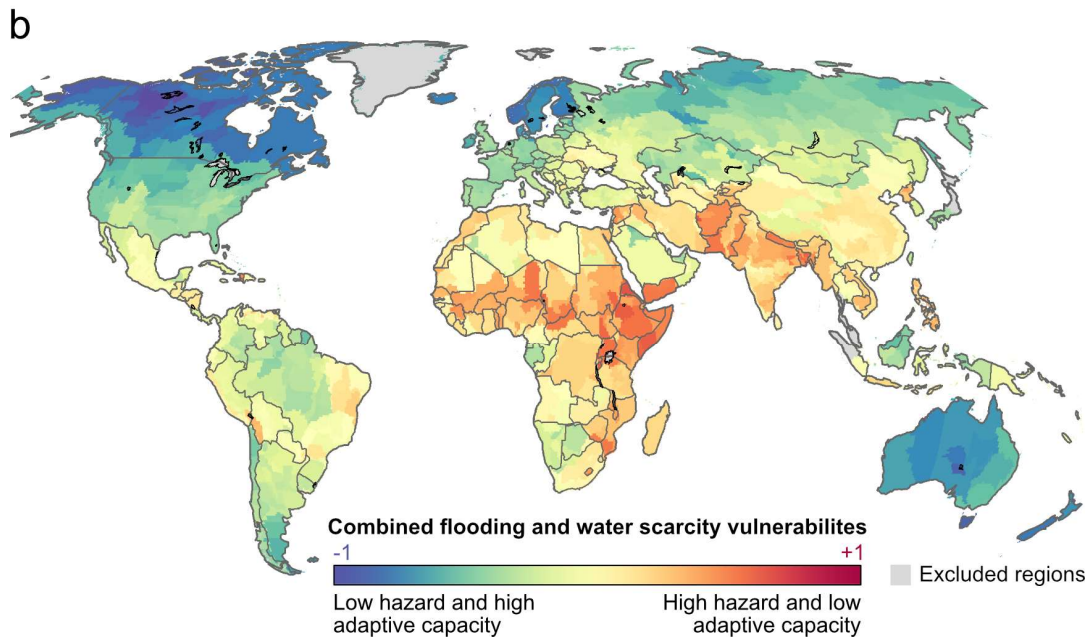 b
Combined flooding and water scarcity vulnerabilites
-1 +1
Low hazard and high
adaptive capacity
High hazard and low
adaptive capacity
Excluded regions